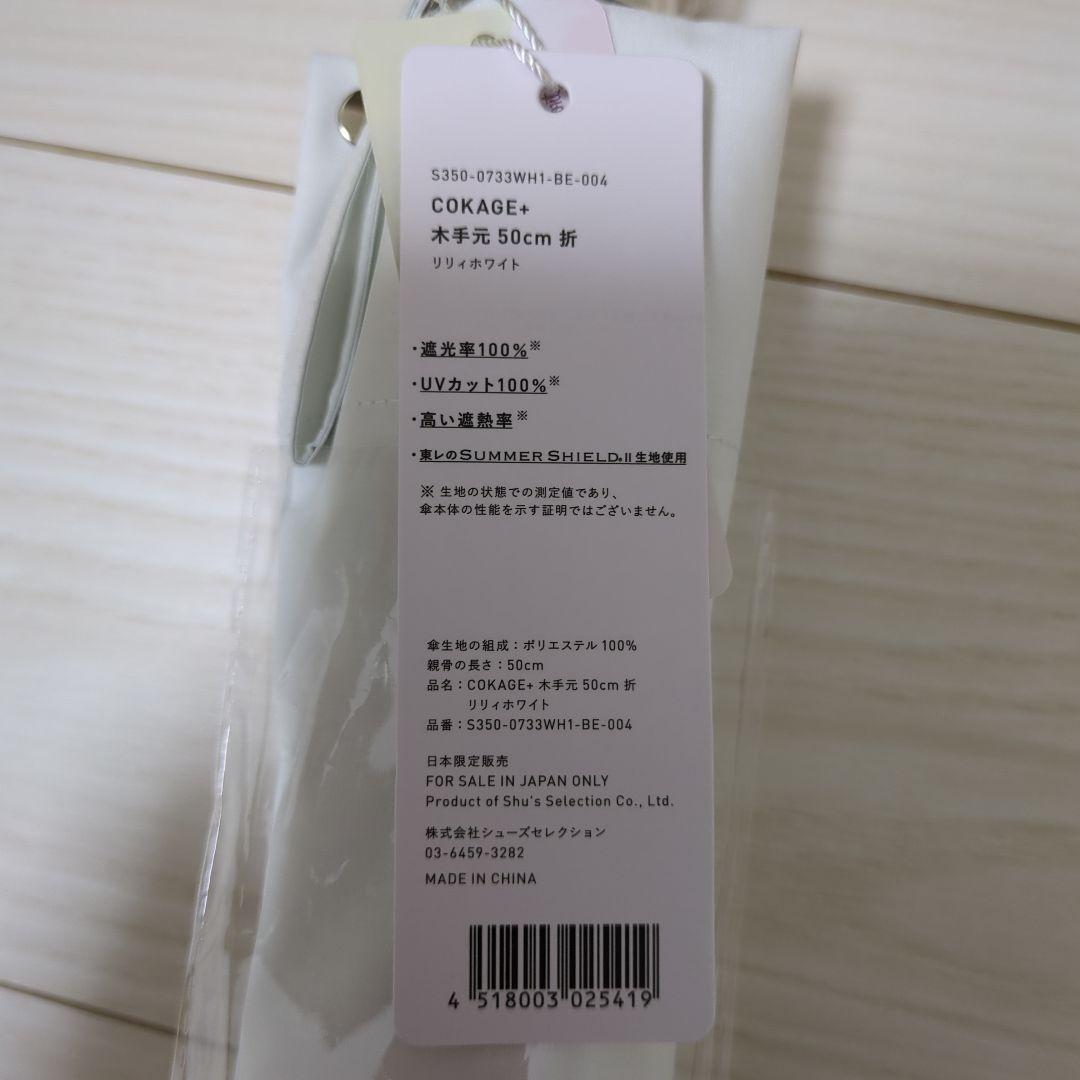 S350-0733WH1-BE-004
COKAGE+
木手元 50cm 折
リリィホワイト
・遮光率100%※
・UVカット100%※
・高い遮熱率※
・東レのSUMMER SHIELD®II生地使用
※ 生地の状態での測定値であり、
傘本体の性能を示す証明ではございません。
傘生地の組成：ポリエステル 100%
親骨の長さ：50cm
品名：COKAGE+ 木手元 50cm 折
リリィホワイト
品番：S350-0733WH1-BE-004
日本限定販売
FOR SALE IN JAPAN ONLY
Product of Shu's Selection Co., Ltd.
株式会社シューズセレクション
03-6459-3282
MADE IN CHINA
4 518003 025419